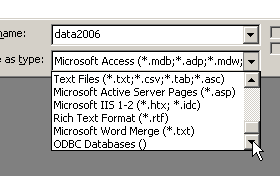 name: data2006
e as type: Microsoft Access (*.mdb;*.adp;*.mdw;
Text Files (*.txt;*.csv;*.tab;*.asc)
Microsoft Active Server Pages (*.asp)
Microsoft IIS 1-2 (*.htx; *.idc)
Rich Text Format (*.rtf)
Microsoft Word Merge (*.txt)
ODBC Databases ()